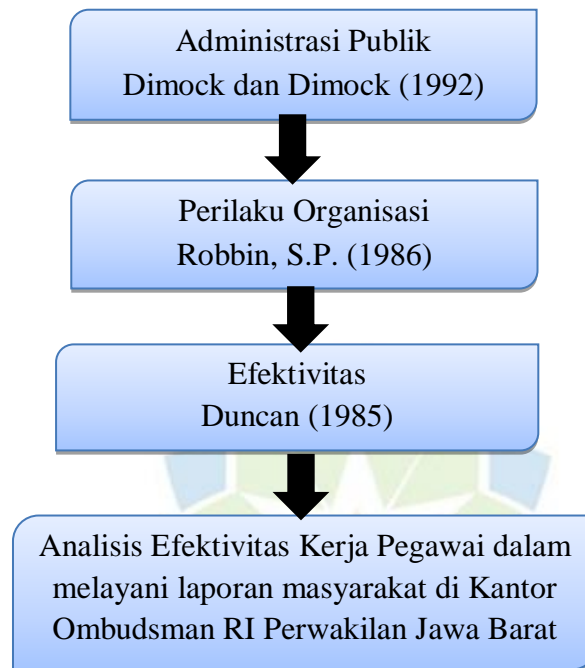 Administrasi Publik
Dimock dan Dimock (1992)
Perilaku Organisasi
Robbin, S.P. (1986)
Efektivitas
Duncan (1985)
Analisis Efektivitas Kerja Pegawai dalam
melayani laporan masyarakat di Kantor
Ombudsman RI Perwakilan Jawa Barat